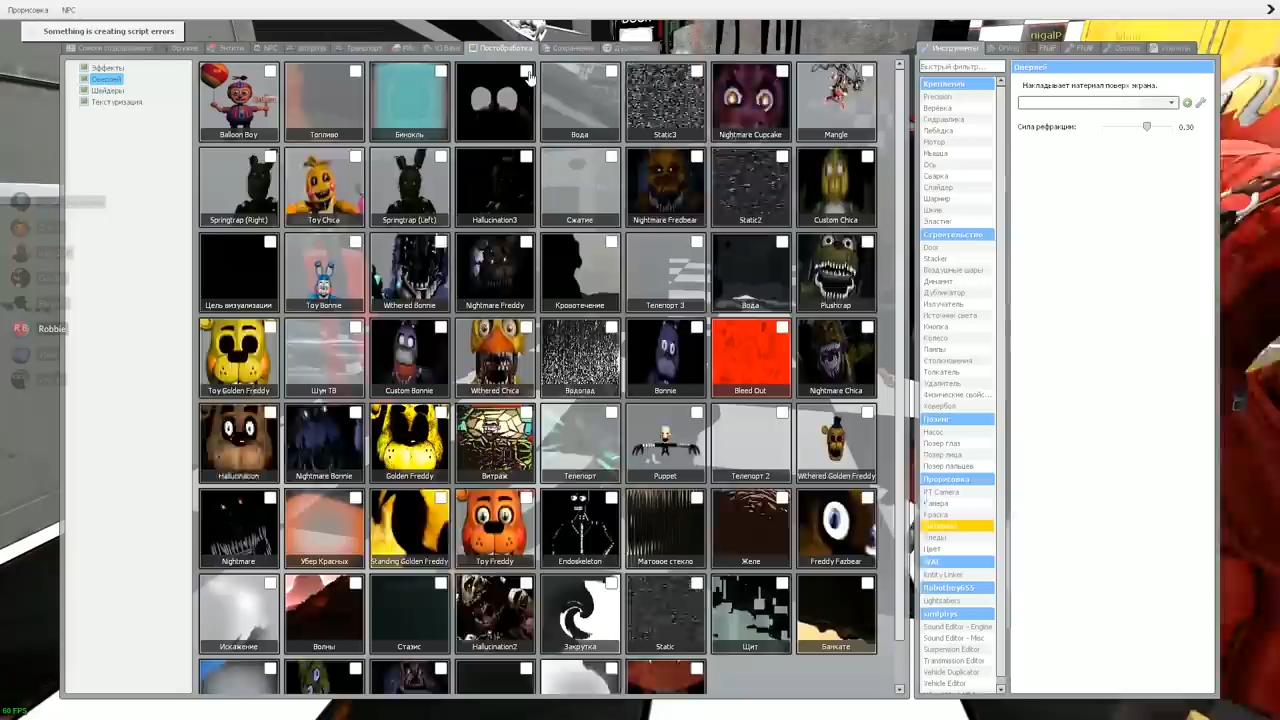 Прорисовка NPC
Something is creating script errors
nigalP
Оружие Энтити NPC Транспорт Постобработка Сохранения
Инструменты
Эффекты
Оверлей
Шейдеры
Текстуризация
Balloon Boy Топливо Бинокль Вода Static3 Nightmare Cupcake Mangle
Springtrap (Right) Toy Chica Springtrap (Left) Hallucination3 Сжатие Nightmare Fredbear Static2 Custom Chica
Цель визуализации Toy Bonnie Withered Bonnie Nightmare Freddy Кровотечение Телепорт 3 Вода Plushtrap
Toy Golden Freddy Шум ТВ Custom Bonnie Withered Chica Водопад Bonnie Bleed Out Nightmare Chica
Hallucination Nightmare Bonnie Golden Freddy Витраж Телепорт Puppet Телепорт 2 Withered Golden Freddy
Nightmare Убер Красных Standing Golden Freddy Toy Freddy Endoskeleton Матовое стекло Желе Freddy Fazbear
Искажение Волны Стазис Hallucination2 Закрутка Static Щит Банкате
Robbie
60 FPS
Быстрый фильтр...
Крепления
Precision
Верёвка
Гидравлика
Лебёдка
Мотор
Мышца
Ось
Сварка
Слайдер
Шарнир
Шкив
Эластик
Строительство
Door
Stacker
Воздушные шары
Динамит
Дубликатор
Излучатель
Источник света
Кнопка
Колесо
Лампы
Столкновения
Толкатель
Удалитель
Физические свойс...
Ховербол
Позинг
Насос
Позер глаз
Позер лица
Позер пальцев
Прорисовка
RT Camera
Камера
Краска
Следы
Цвет
Entity Linker
Robotboy655
Lightsabers
simfphys
Sound Editor - Engine
Sound Editor - Misc
Suspension Editor
Transmission Editor
Vehicle Duplicator
Vehicle Editor
Оверлей
Накладывает материал поверх экрана.
Сила рефракции: 0.30